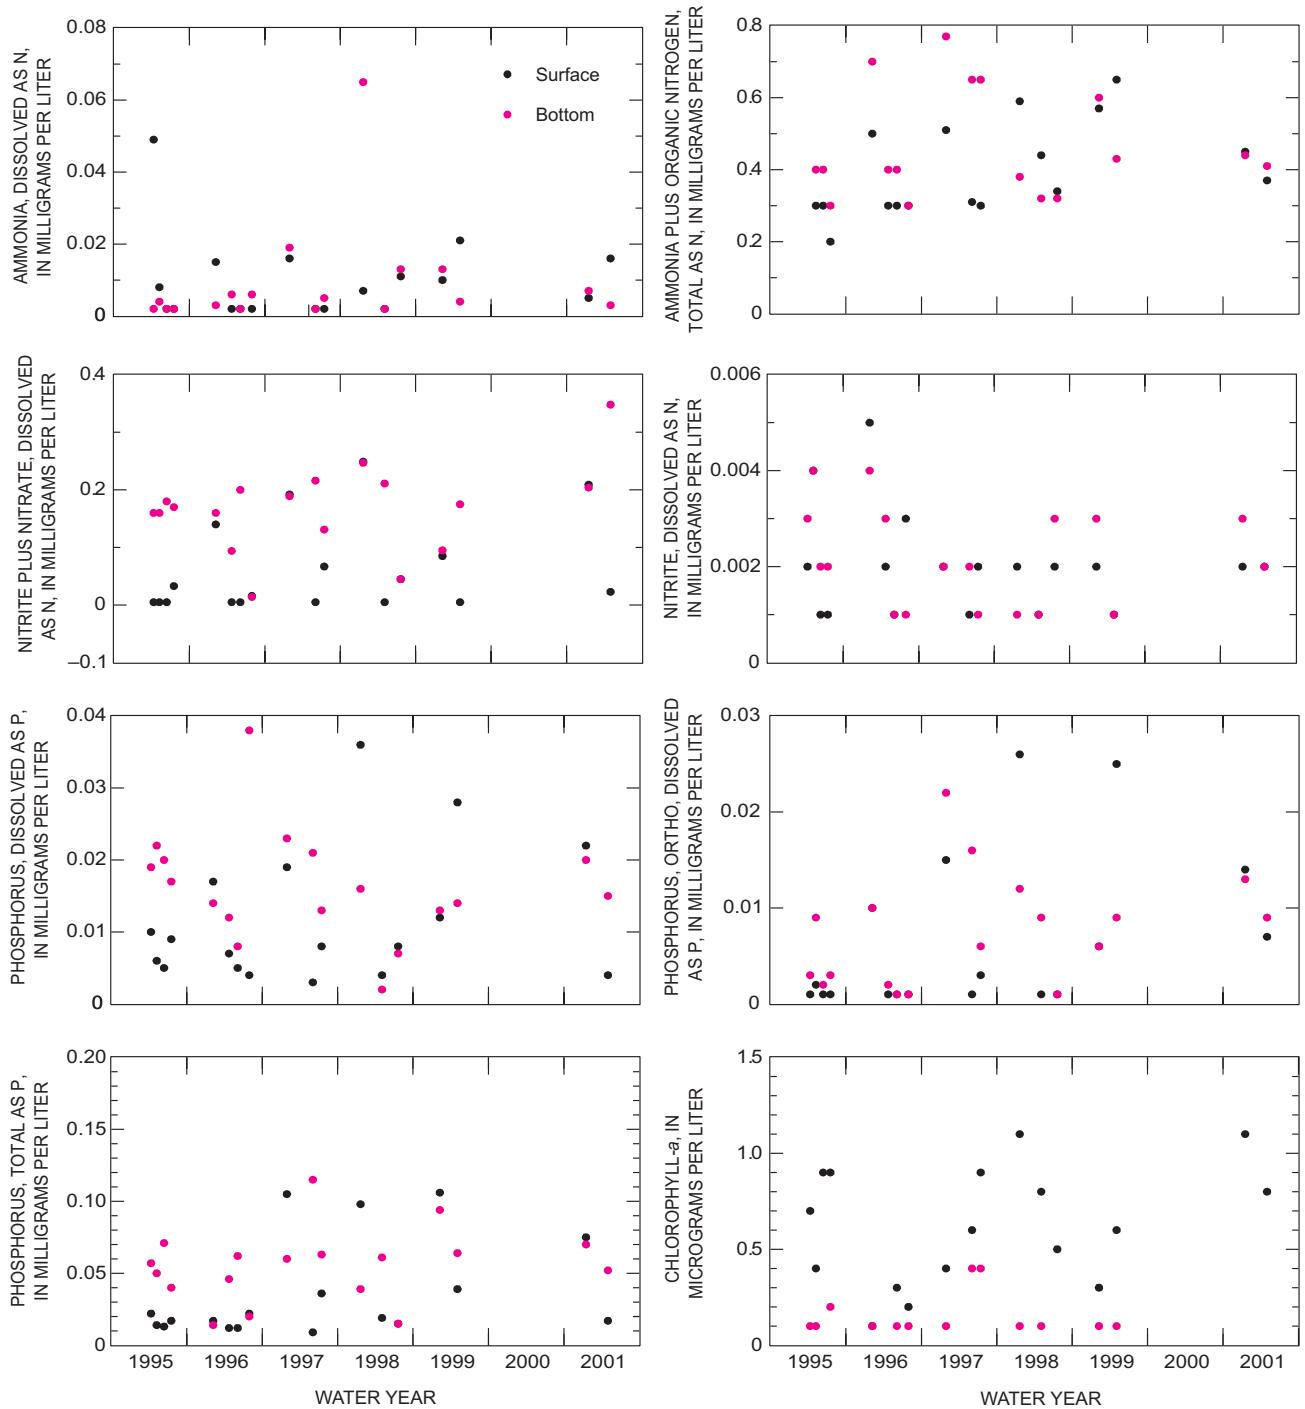 AMMONIA, DISSOLVED AS N,
IN MILLIGRAMS PER LITER
0.08
0.06
0.04
0.02
0
Surface
Bottom
AMMONIA PLUS ORGANIC NITROGEN,
TOTAL AS N, IN MILLIGRAMS PER LITER
0.8
0.6
0.4
0.2
0
NITRITE PLUS NITRATE, DISSOLVED
AS N, IN MILLIGRAMS PER LITER
0.4
0.2
0
–0.1
NITRITE, DISSOLVED AS N,
IN MILLIGRAMS PER LITER
0.006
0.004
0.002
0
PHOSPHORUS, DISSOLVED AS P,
IN MILLIGRAMS PER LITER
0.04
0.03
0.02
0.01
0
PHOSPHORUS, ORTHO, DISSOLVED
AS P, IN MILLIGRAMS PER LITER
0.03
0.02
0.01
0
PHOSPHORUS, TOTAL AS P,
IN MILLIGRAMS PER LITER
0.20
0.15
0.10
0.05
0
1995 1996 1997 1998 1999 2000 2001
WATER YEAR
CHLOROPHYLL-a, IN
MICROGRAMS PER LITER
1.5
1.0
0.5
0
1995 1996 1997 1998 1999 2000 2001
WATER YEAR